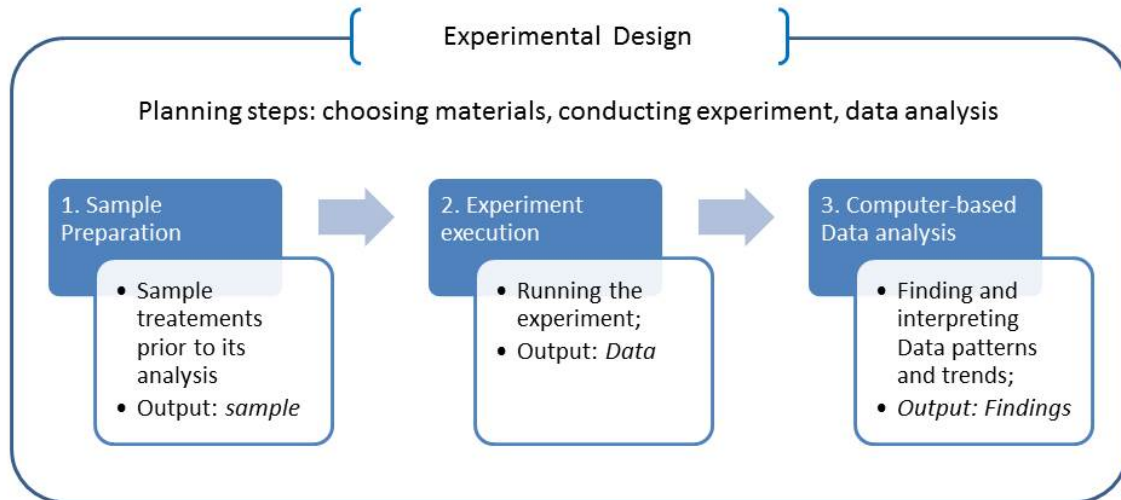 Experimental Design
Planning steps: choosing materials, conducting experiment, data analysis
1. Sample
Preparation
• Sample
treatements
prior to its
analysis
• Output: sample
2. Experiment
execution
• Running the
experiment;
• Output: Data
3. Computer-based
Data analysis
• Finding and
interpreting
Data patterns
and trends;
• Output: Findings